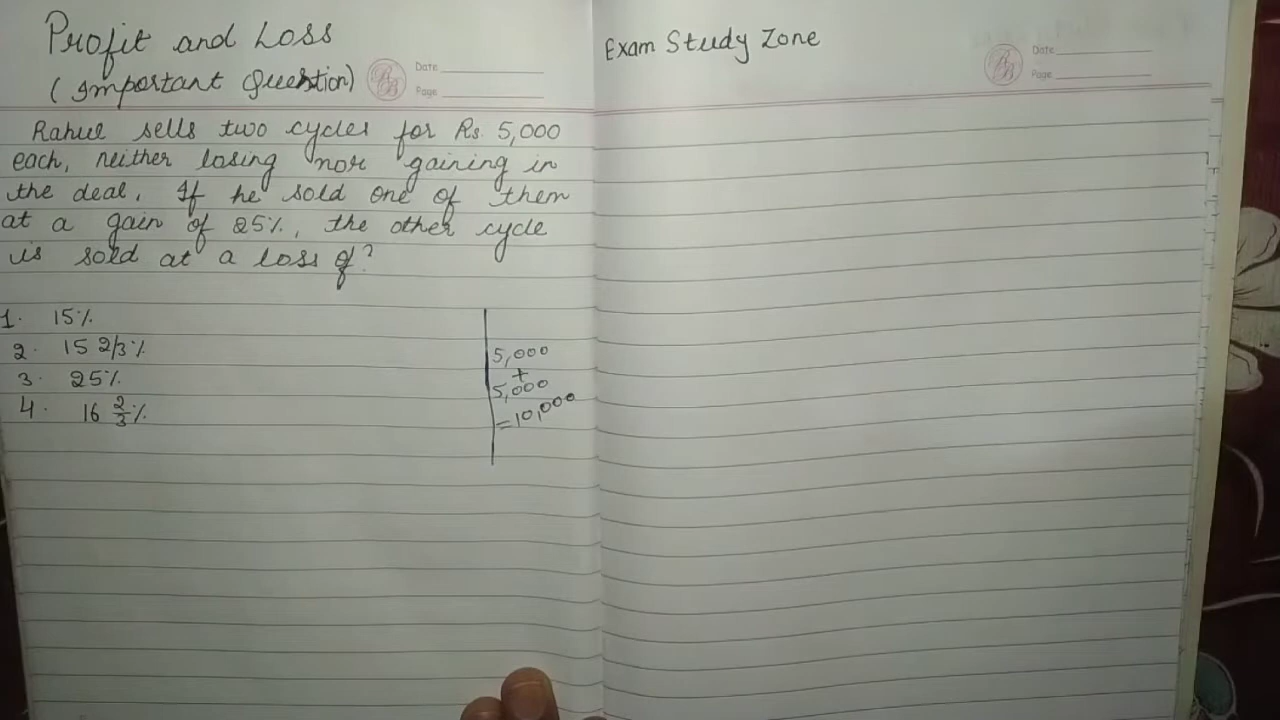 Profit and Loss
(Important Question)
Date
Page
Rahul sells two cycles for Rs. 5,000
each, neither losing nor gaining in
the deal. If he sold one of them
at a gain of 25%, the other cycle
is sold at a loss of?
1. 15%
2. 15 2/3%
3. 25%
4. 16 2/3%
5,000
+
5,000
=10,000
Exam Study Zone
Date
Page